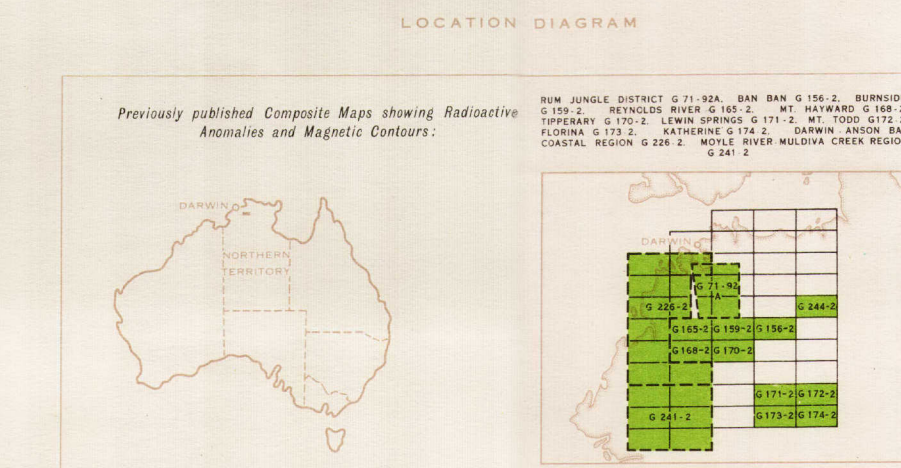 LOCATION DIAGRAM
Previously published Composite Maps showing Radioactive
Anomalies and Magnetic Contours:
RUM JUNGLE DISTRICT G 71-92A, BAN BAN G 156-2, BURNSID
G 159-2. REYNOLDS RIVER G 165-2. MT. HAYWARD G 168-2
TIPPERARY G 170-2. LEWIN SPRINGS G 171-2. MT. TODD G172-2
FLORINA G 173-2. KATHERINE G 174-2. DARWIN-ANSON BA
COASTAL REGION G 226-2. MOYLE RIVER-MULDIVA CREEK REGIO
G 241-2
DARWIN
NORTHERN
TERRITORY
DARWIN
G 71-92
A
G 226-2
G 244-2
G 165-2 G 159-2 G 156-2
G 168-2 G 170-2
G 171-2 G 172-2
G 241-2 G 173-2 G 174-2